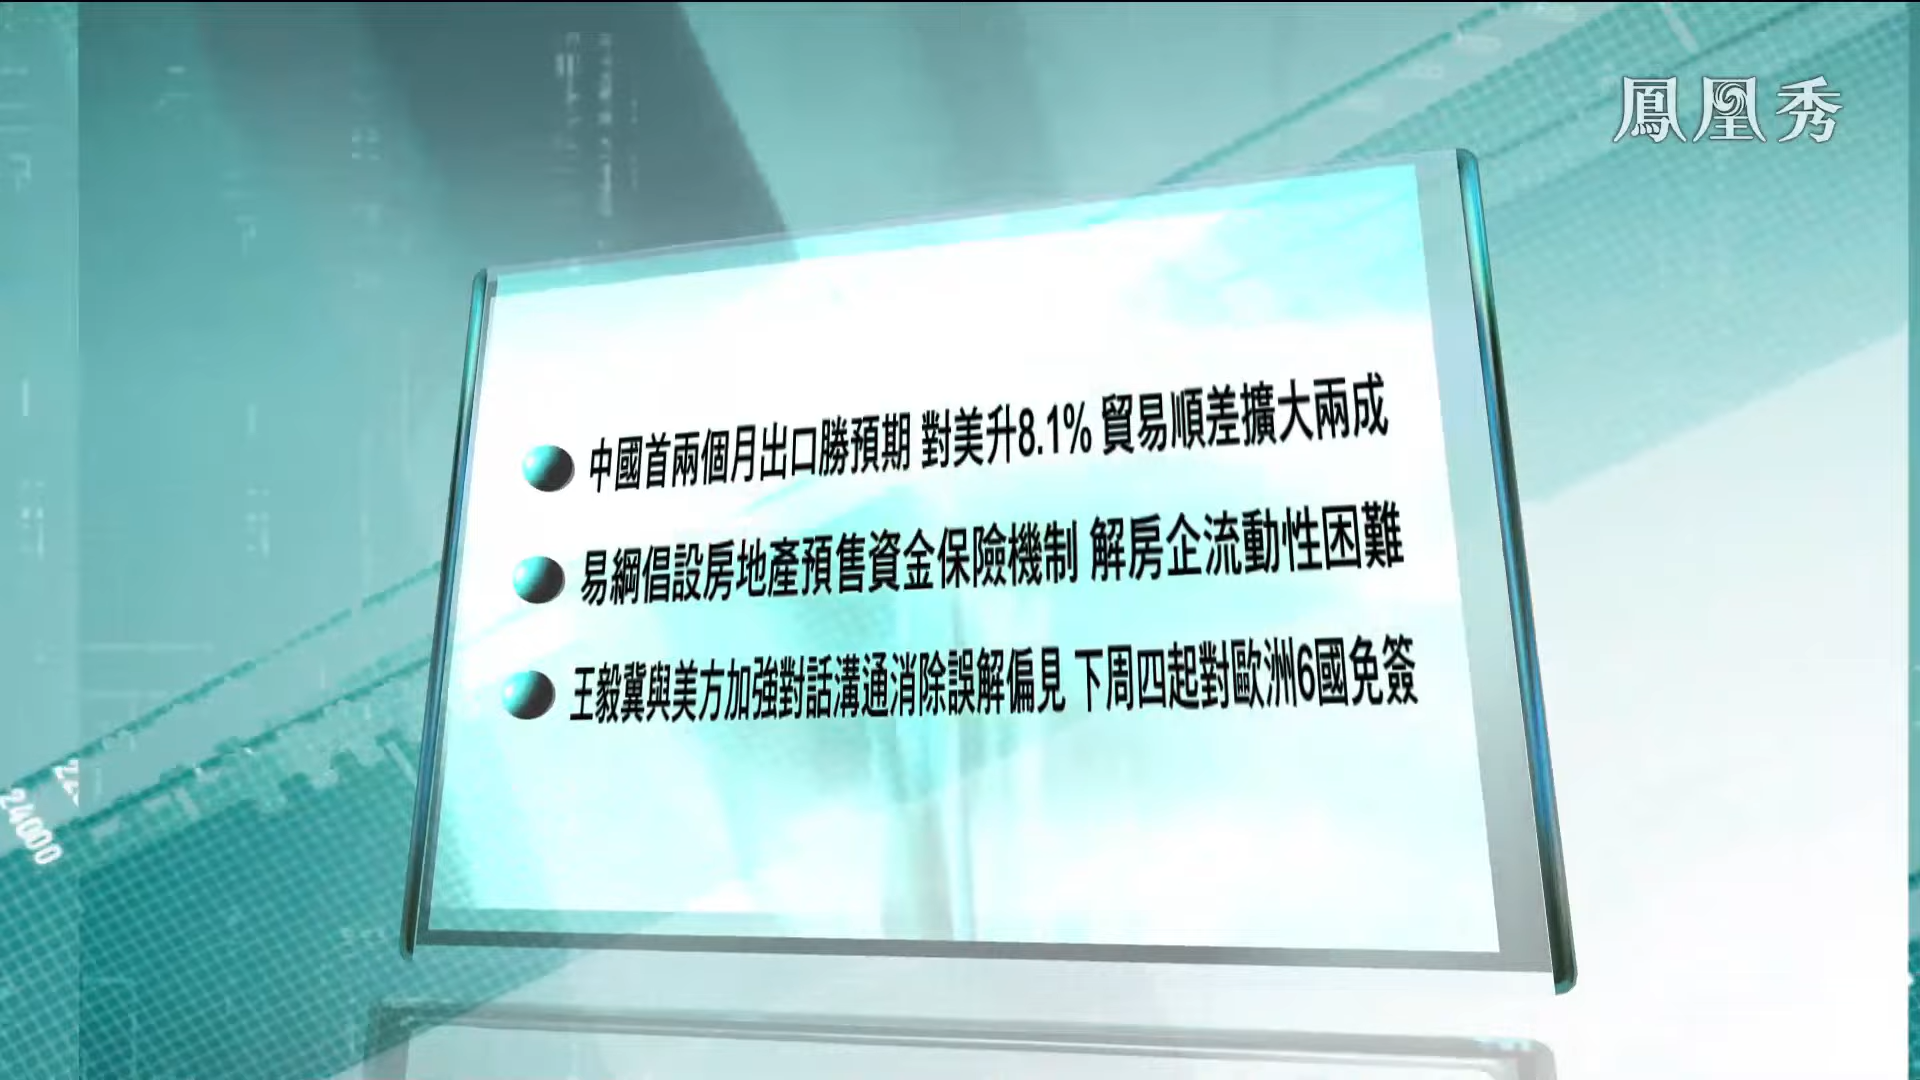 鳳凰秀
中國首兩個月出口勝預期 對美升8.1% 貿易順差擴大兩成
易綱倡設房地產預售資金保險機制 解房企流動性困難
王毅冀與美方加強對話溝通消除誤解偏見 下周四起對歐洲6國免簽
24000